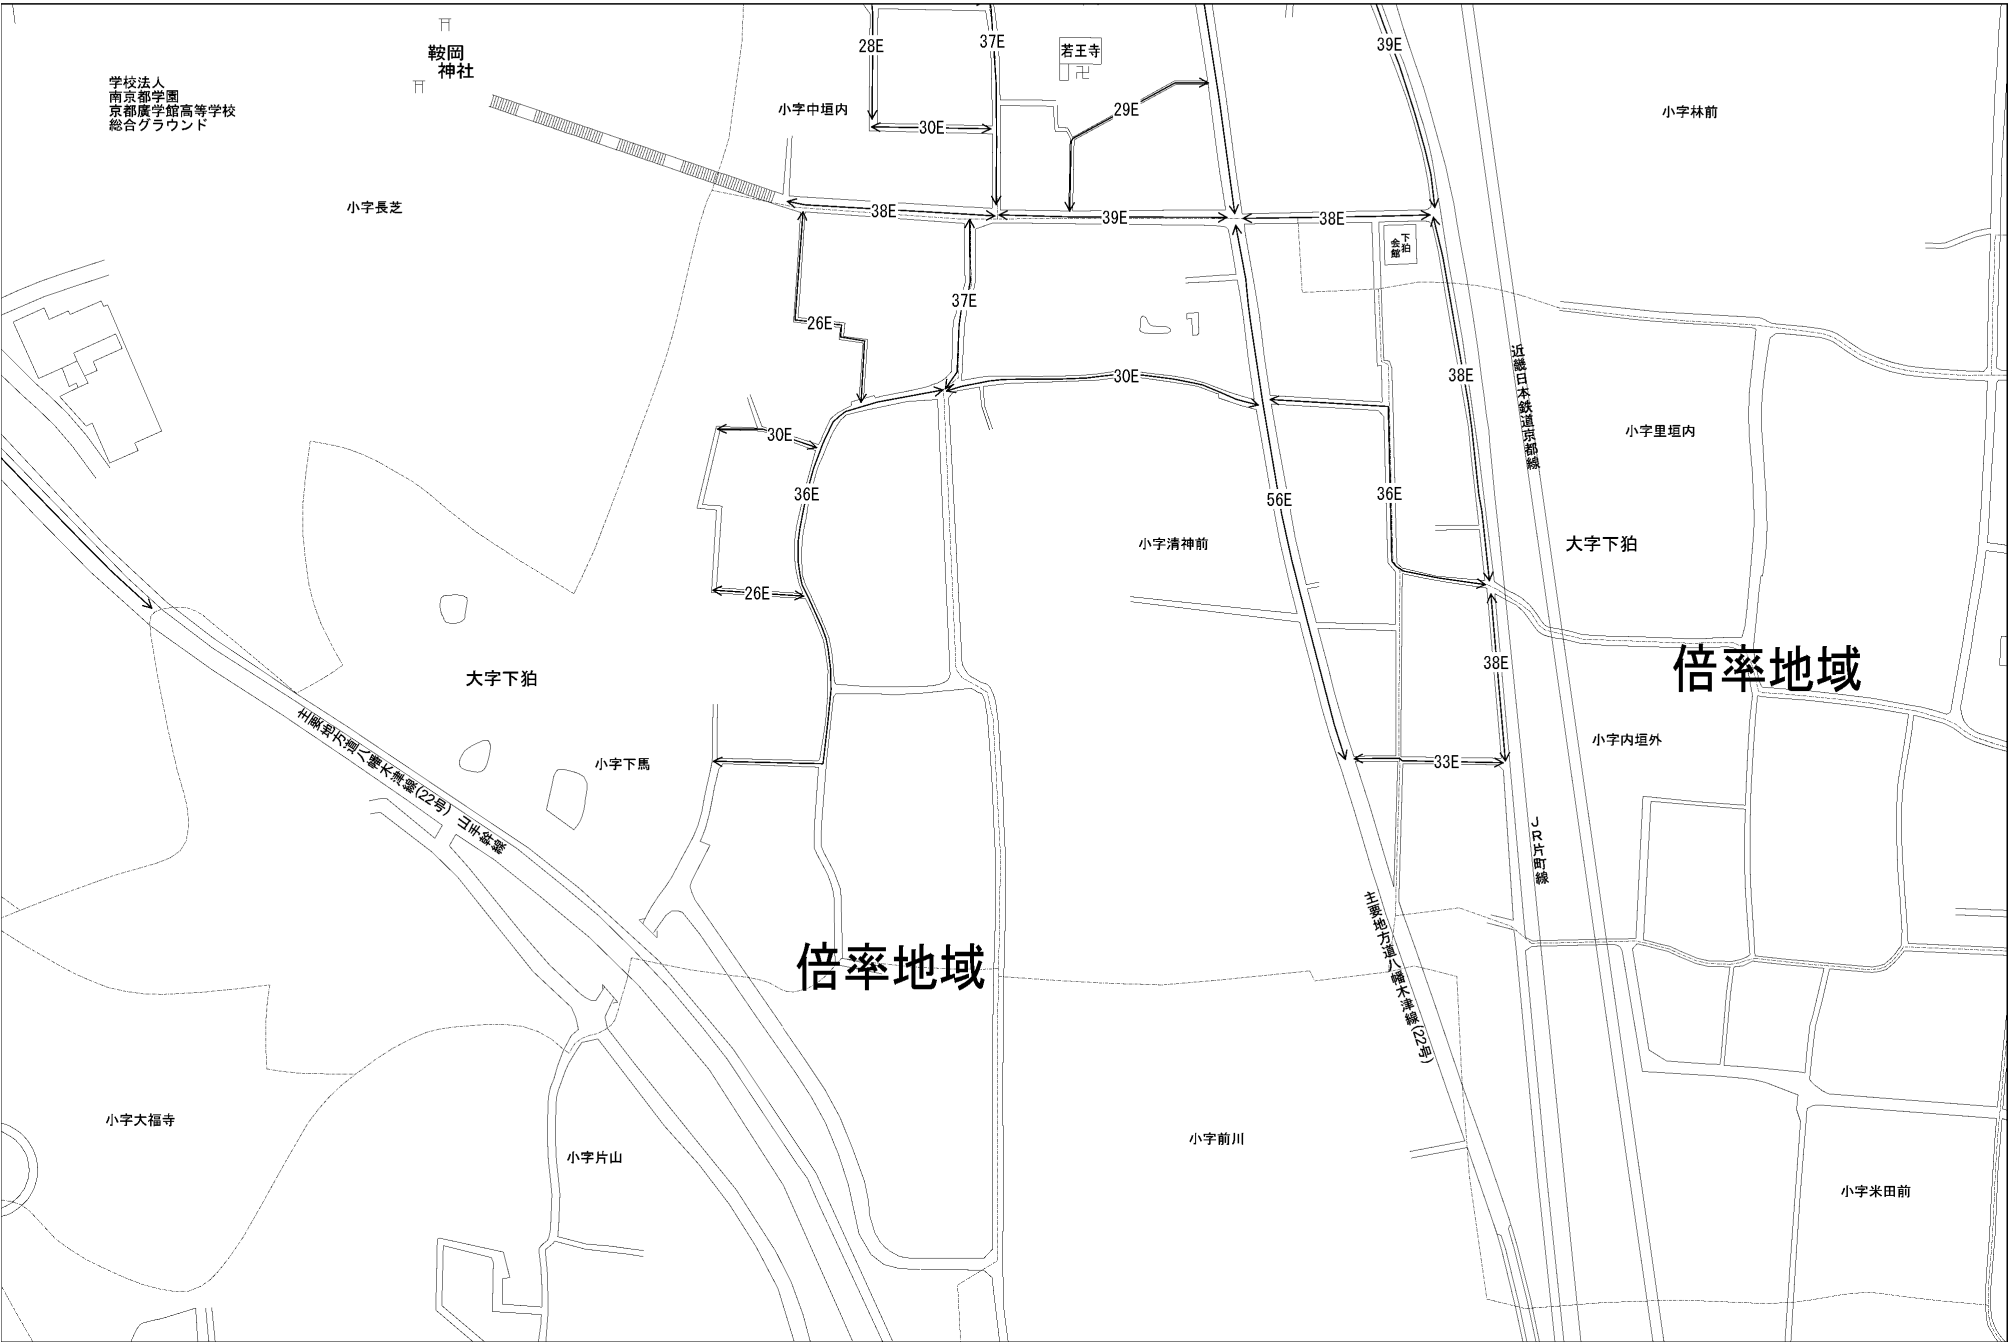 鞍岡
神社
学校法人
南京都学園
京都廣学館高等学校
総合グラウンド
28E
37E
若王寺
39E
29E
30E
小字中垣内
小字林前
小字長芝
38E
39E
38E
下狛
会館
37E
26E
30E
38E
近畿日本鉄道京都線
30E
小字里垣内
36E
56E
36E
小字清神前
大字下狛
26E
38E
倍率地域
大字下狛
主要地方道八幡木津線(22号) 山手幹線
小字下馬
33E
小字内垣外
JR片町線
主要地方道八幡木津線(22号)
倍率地域
小字大福寺
小字片山
小字前川
小字米田前